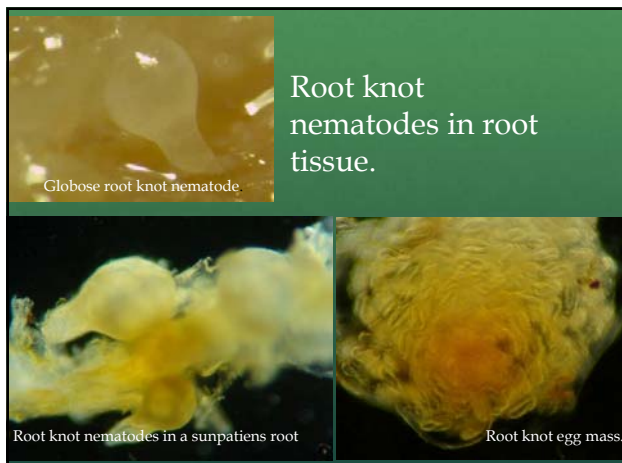 Root knot
nematodes in root
tissue.
Globose root knot nematode.
Root knot nematodes in a sunpatiens root
Root knot egg mass.